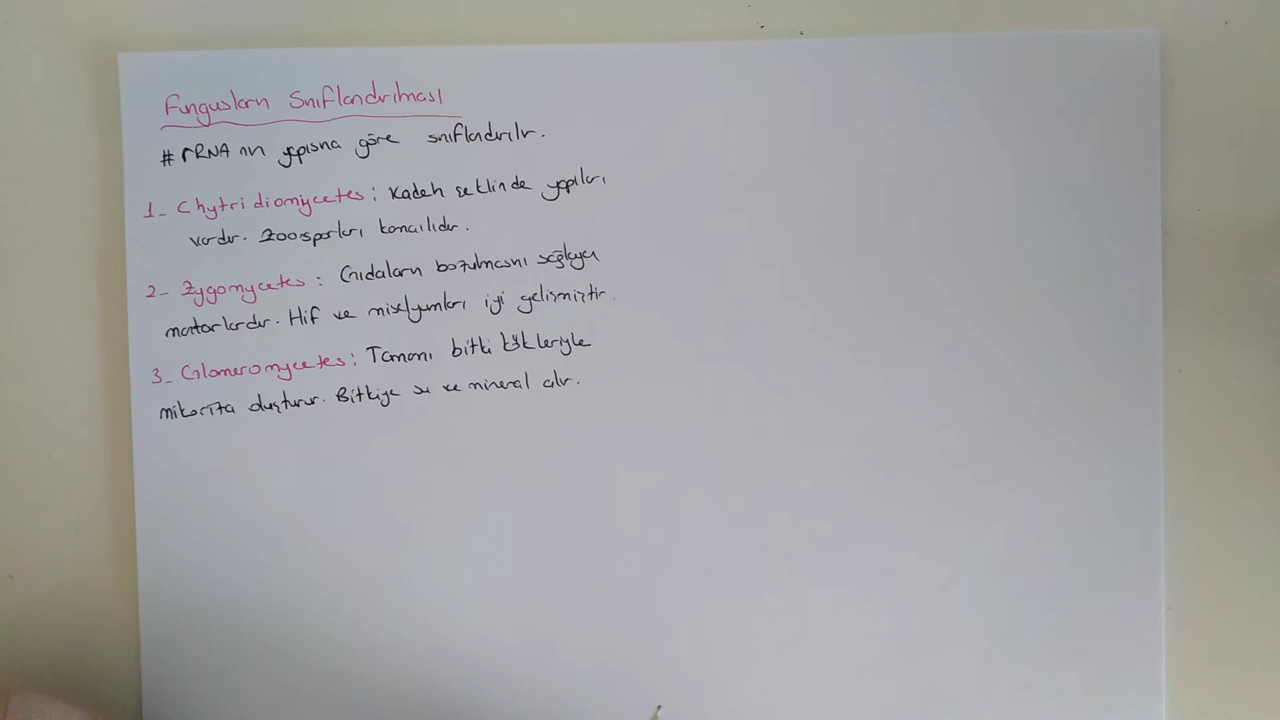 Fungusların Sınıflandırılması
# rRNA nın yapısına göre sınıflandırılır.
1- Chytridiomycetes: Kadeh şeklinde yapıları
vardır. Zoosporları kamçılıdır.
2- Zygomycetes: Gıdaların bozulmasını sağlayan
mantarlardır. Hif ve miselyumları iyi gelişmiştir.
3- Glomeromycetes: Tamamı bitki kökleriyle
mikoriza oluşturur. Bitkiye su ve mineral alır.